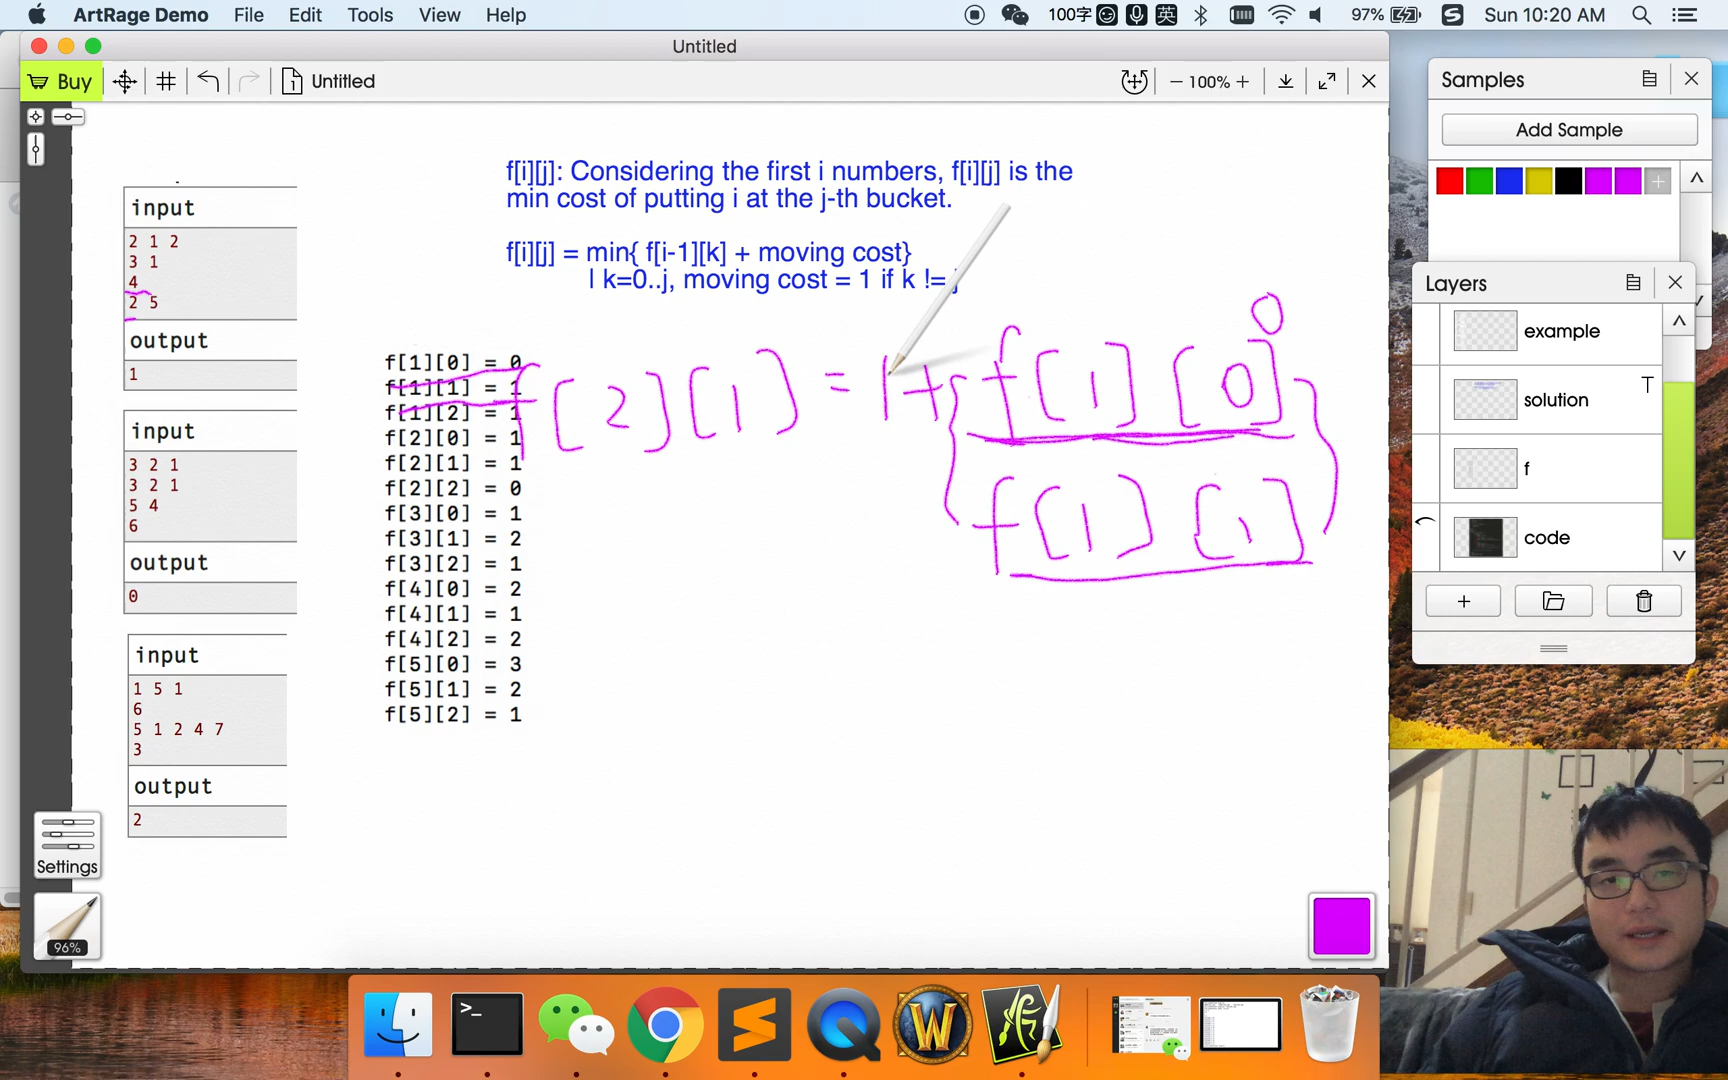 ArtRage Demo File Edit Tools View Help 100字 英 97% S Sun 10:20 AM
Untitled
Buy Untitled 100%
f[i][j]: Considering the first i numbers, f[i][j] is the
min cost of putting i at the j-th bucket.
f[i][j] = min{ f[i-1][k] + moving cost}
| k=0..j, moving cost = 1 if k != j
input
2 1 2
3 1
4
2 5
output
1
input
3 2 1
3 2 1
5 4
6
output
0
input
1 5 1
6
5 1 2 4 7
3
output
2
f[1][0] = 0
f[1][1] = 1
f[1][2] = 1
f[2][0] = 1
f[2][1] = 1
f[2][2] = 0
f[3][0] = 1
f[3][1] = 2
f[3][2] = 1
f[4][0] = 2
f[4][1] = 1
f[4][2] = 2
f[5][0] = 3
f[5][1] = 2
f[5][2] = 1
0
f[2][1] = 1+{ f[1][0]
f[1][1] }
Settings
96%
Samples
Add Sample
Layers
example
solution T
f
code